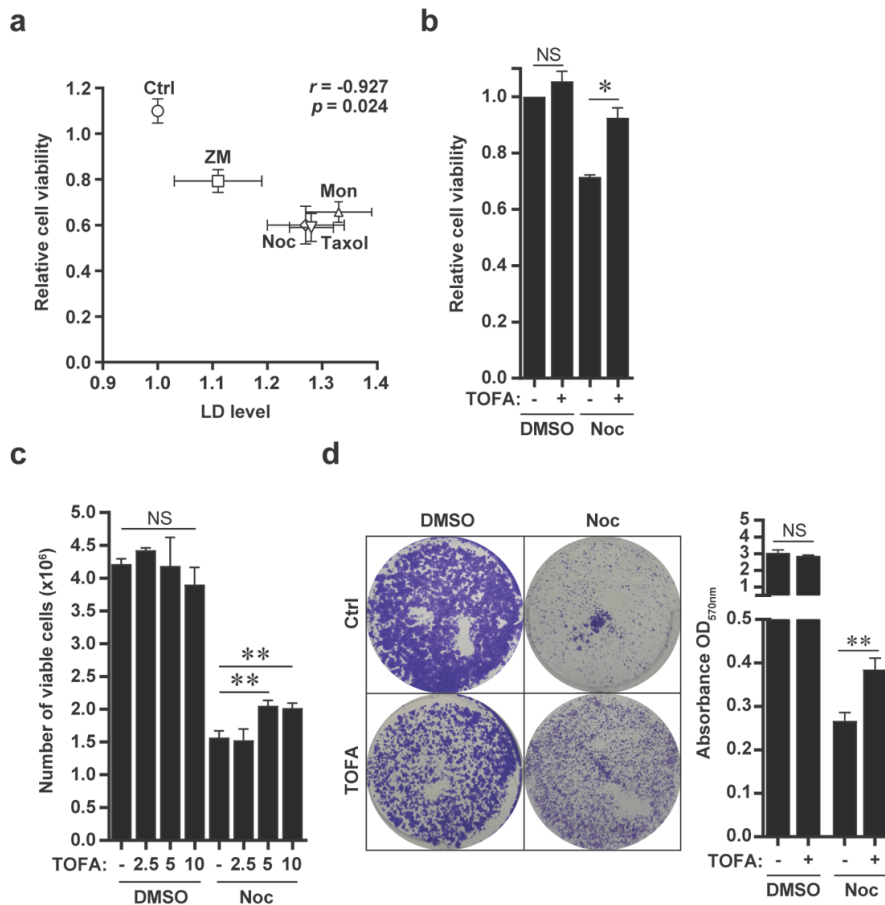 a
r = -0.927
p = 0.024
Ctrl
ZM
Mon
Noc
Taxol
1.2
1.0
0.8
0.6
0.4
0.2
0.0
0.9 1.0 1.1 1.2 1.3 1.4
Relative cell viability
LD level
b
NS
*
1.0
0.8
0.6
0.4
0.2
0.0
Relative cell viability
TOFA: - + - +
DMSO Noc
c
NS
**
**
5.0
4.5
4.0
3.5
3.0
2.5
2.0
1.5
1.0
0.5
0.0
Number of viable cells (x10⁶)
TOFA: - 2.5 5 10 - 2.5 5 10
DMSO Noc
d
DMSO Noc
Ctrl
TOFA
NS
**
5
4
3
2
1
0.5
0.4
0.3
0.2
0.1
0.0
Absorbance OD₅₇₀nm
TOFA: - + - +
DMSO Noc